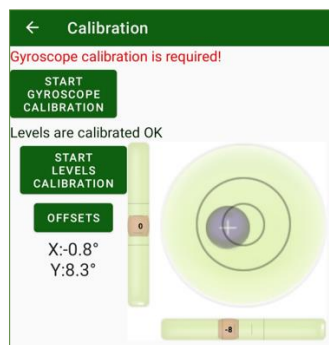 Calibration
Gyroscope calibration is required!
START
GYROSCOPE
CALIBRATION
Levels are calibrated OK
START
LEVELS
CALIBRATION
OFFSETS
X:-0.8°
Y:8.3°
0
-8